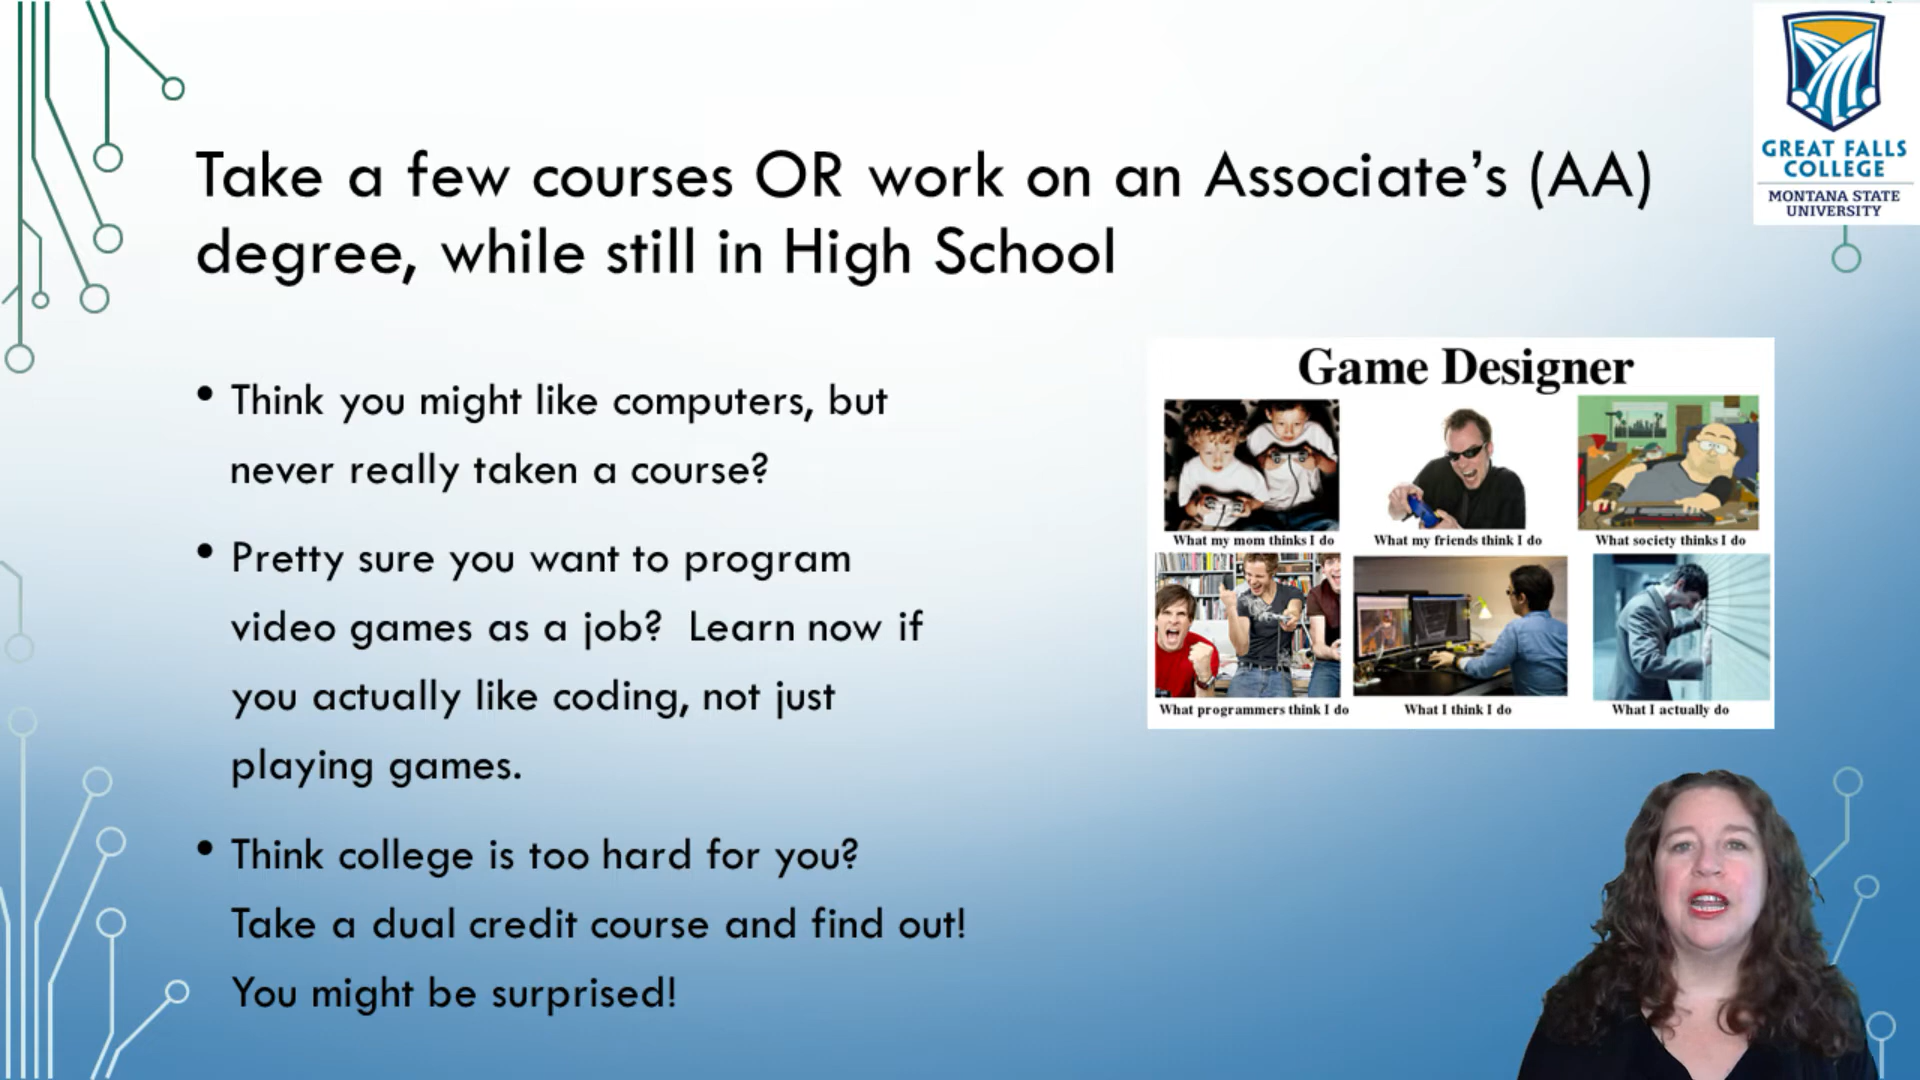 Take a few courses OR work on an Associate’s (AA)
degree, while still in High School
• Think you might like computers, but
never really taken a course?
• Pretty sure you want to program
video games as a job?  Learn now if
you actually like coding, not just
playing games.
• Think college is too hard for you?
Take a dual credit course and find out!
You might be surprised!
GREAT FALLS
COLLEGE
MONTANA STATE
UNIVERSITY
Game Designer
What my mom thinks I do
What my friends think I do
What society thinks I do
What programmers think I do
What I think I do
What I actually do